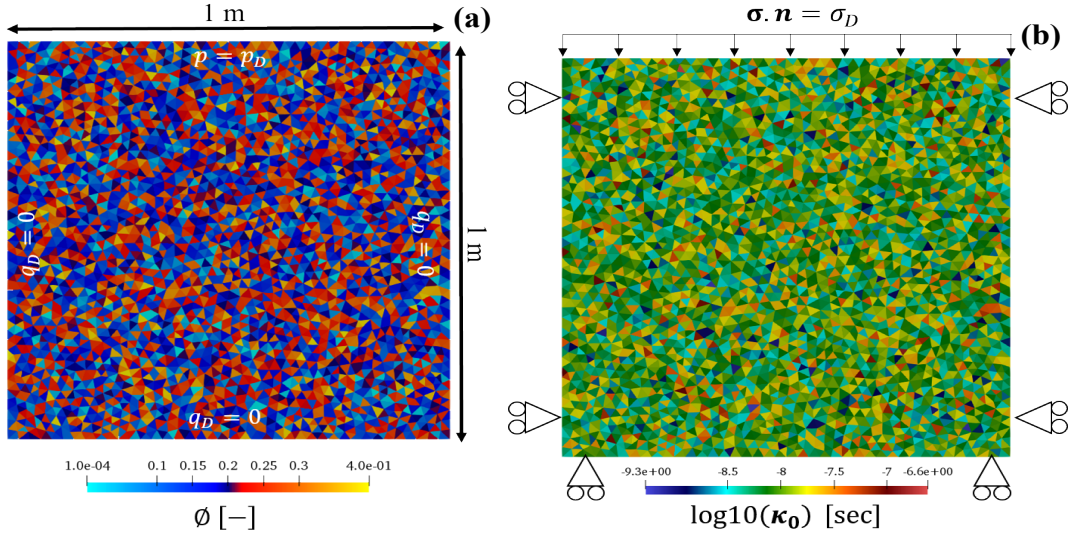 1 m
(a)
p = p_D
q_D = 0
q_D = 0
1 m
q_D = 0
1.0e-04 0.1 0.15 0.2 0.25 0.3 4.0e-01
Ø [−]
σ. n = σ_D
(b)
-9.3e+00 -8.5 -8 -7.5 -7 -6.6e+00
log10(κ₀) [sec]